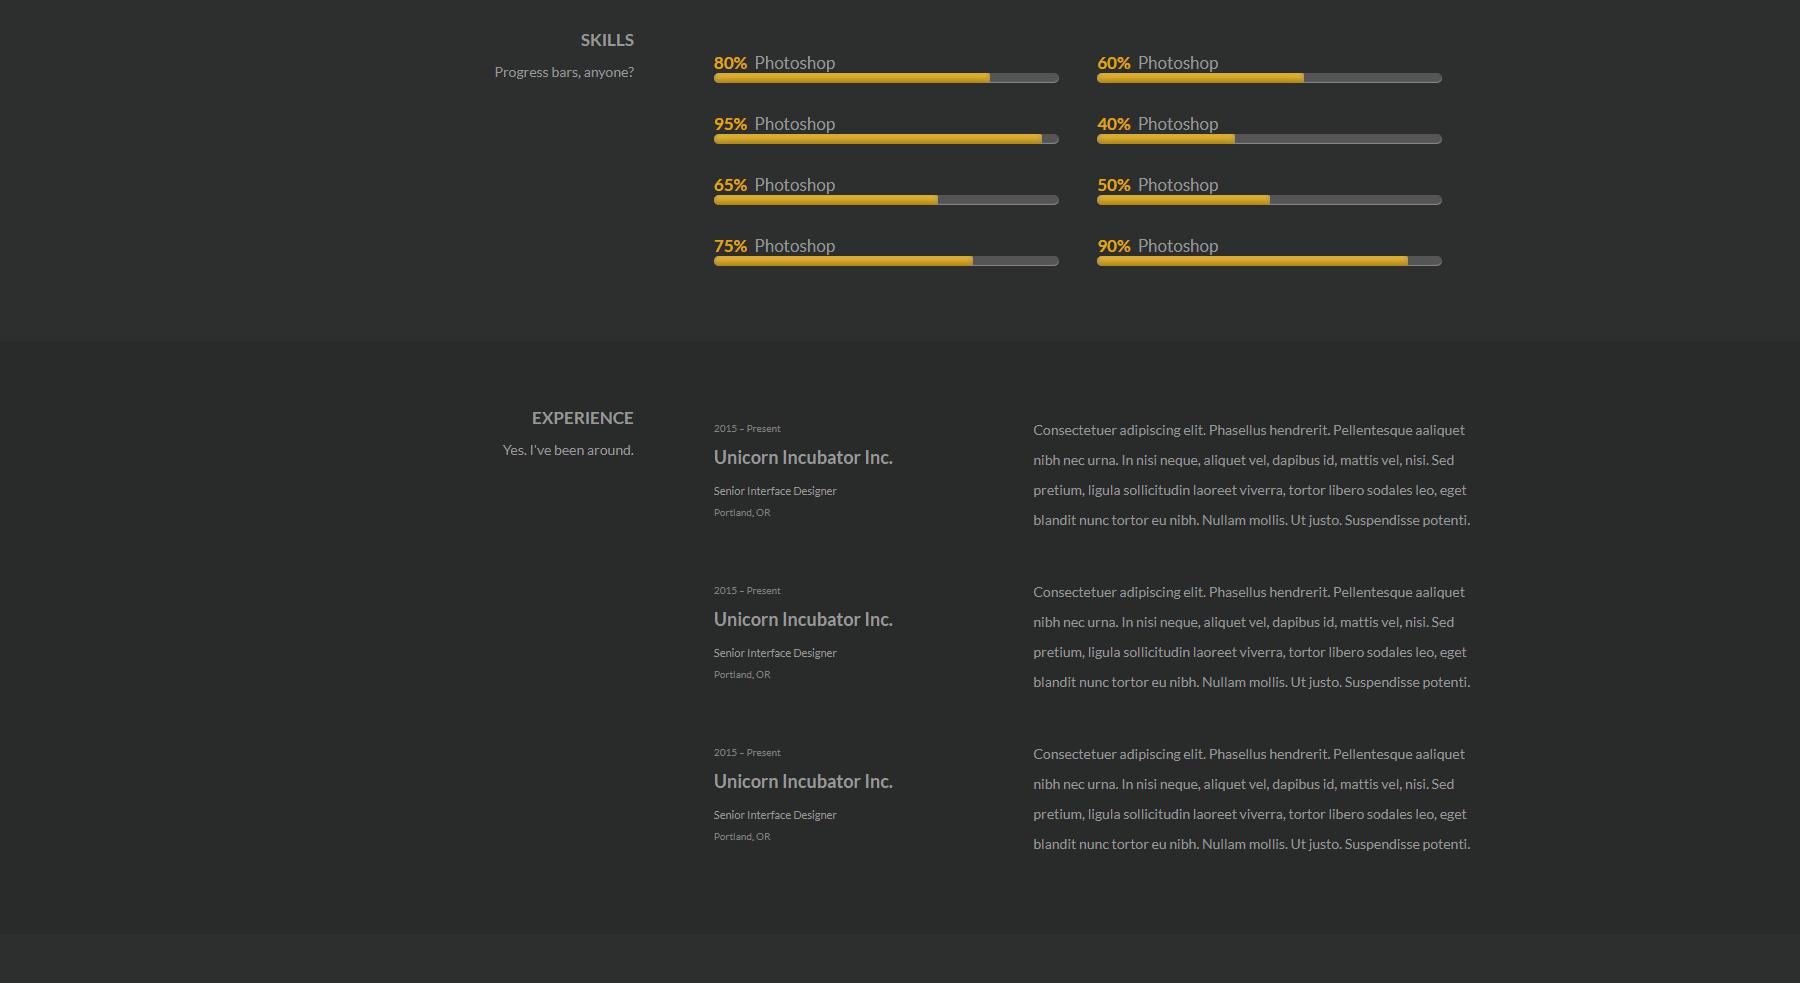 SKILLS
Progress bars, anyone?
80% Photoshop
60% Photoshop
95% Photoshop
40% Photoshop
65% Photoshop
50% Photoshop
75% Photoshop
90% Photoshop
EXPERIENCE
Yes. I've been around.
2015 – Present
Unicorn Incubator Inc.
Senior Interface Designer
Portland, OR
Consectetuer adipiscing elit. Phasellus hendrerit. Pellentesque aaliquet
nibh nec urna. In nisi neque, aliquet vel, dapibus id, mattis vel, nisi. Sed
pretium, ligula sollicitudin laoreet viverra, tortor libero sodales leo, eget
blandit nunc tortor eu nibh. Nullam mollis. Ut justo. Suspendisse potenti.
2015 – Present
Unicorn Incubator Inc.
Senior Interface Designer
Portland, OR
Consectetuer adipiscing elit. Phasellus hendrerit. Pellentesque aaliquet
nibh nec urna. In nisi neque, aliquet vel, dapibus id, mattis vel, nisi. Sed
pretium, ligula sollicitudin laoreet viverra, tortor libero sodales leo, eget
blandit nunc tortor eu nibh. Nullam mollis. Ut justo. Suspendisse potenti.
2015 – Present
Unicorn Incubator Inc.
Senior Interface Designer
Portland, OR
Consectetuer adipiscing elit. Phasellus hendrerit. Pellentesque aaliquet
nibh nec urna. In nisi neque, aliquet vel, dapibus id, mattis vel, nisi. Sed
pretium, ligula sollicitudin laoreet viverra, tortor libero sodales leo, eget
blandit nunc tortor eu nibh. Nullam mollis. Ut justo. Suspendisse potenti.